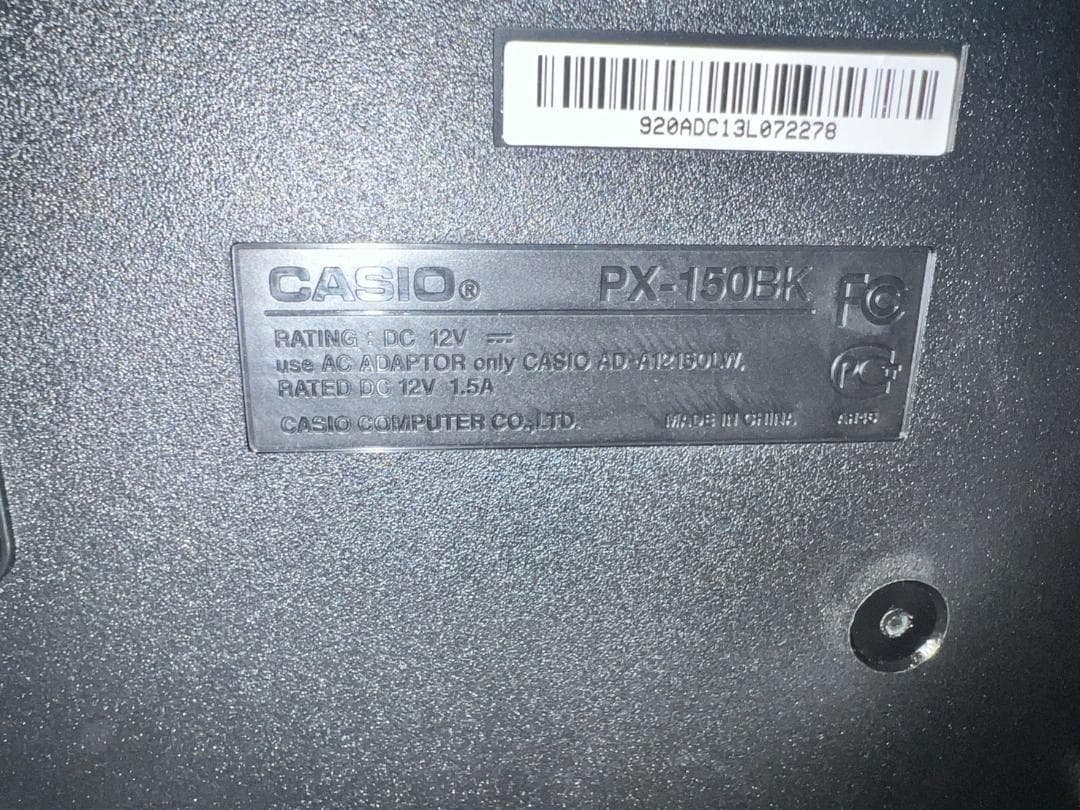 920ADC13L072278
CASIO® PX-150BK FC
RATING : DC 12V ⎓
use AC ADAPTOR only CASIO AD-A12150LW,
RATED DC 12V 1.5A
CASIO COMPUTER CO.,LTD. MADE IN CHINA